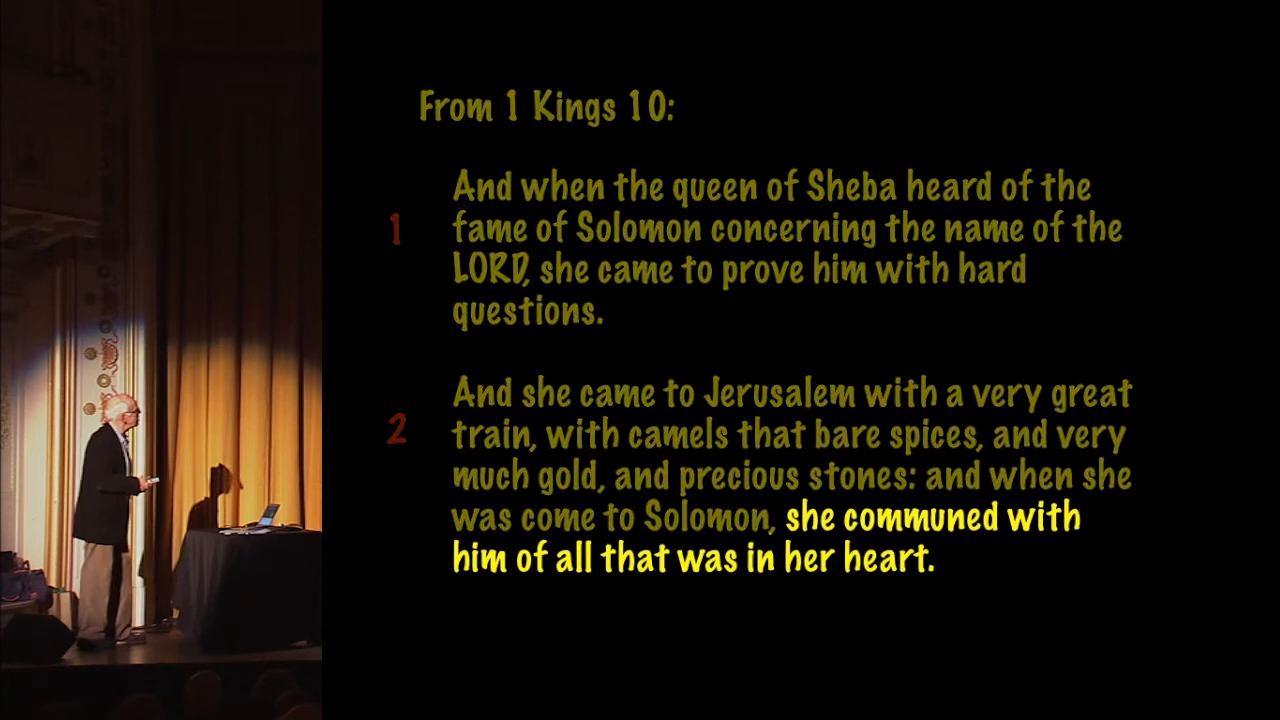 From 1 Kings 10:
And when the queen of Sheba heard of the
1 fame of Solomon concerning the name of the
LORD, she came to prove him with hard
questions.
And she came to Jerusalem with a very great
2 train, with camels that bare spices, and very
much gold, and precious stones: and when she
was come to Solomon, she communed with
him of all that was in her heart.